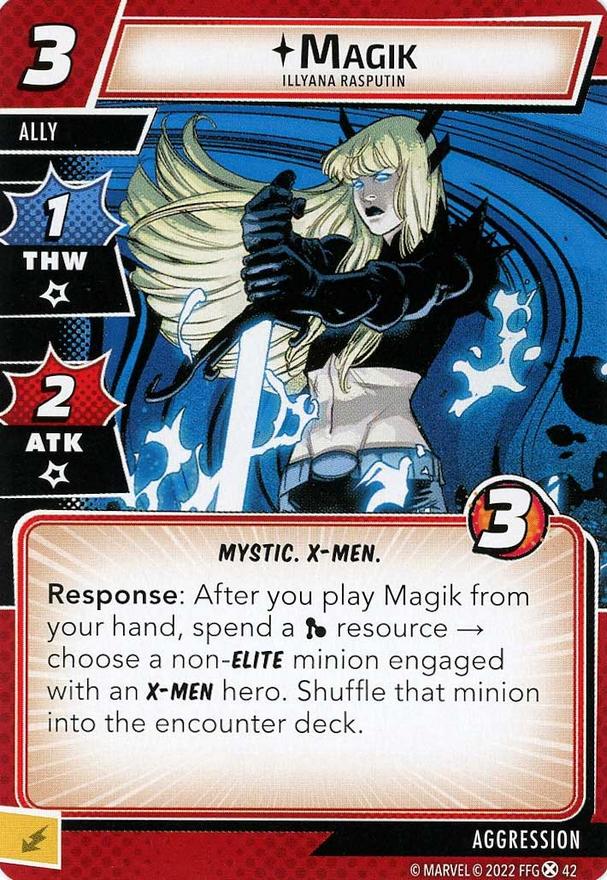 3
MAGIK
ILLYANA RASPUTIN
ALLY
1
THW
2
ATK
3
MYSTIC. X-MEN.
Response: After you play Magik from
your hand, spend a resource →
choose a non-ELITE minion engaged
with an X-MEN hero. Shuffle that minion
into the encounter deck.
AGGRESSION
© MARVEL © 2022 FFG 42